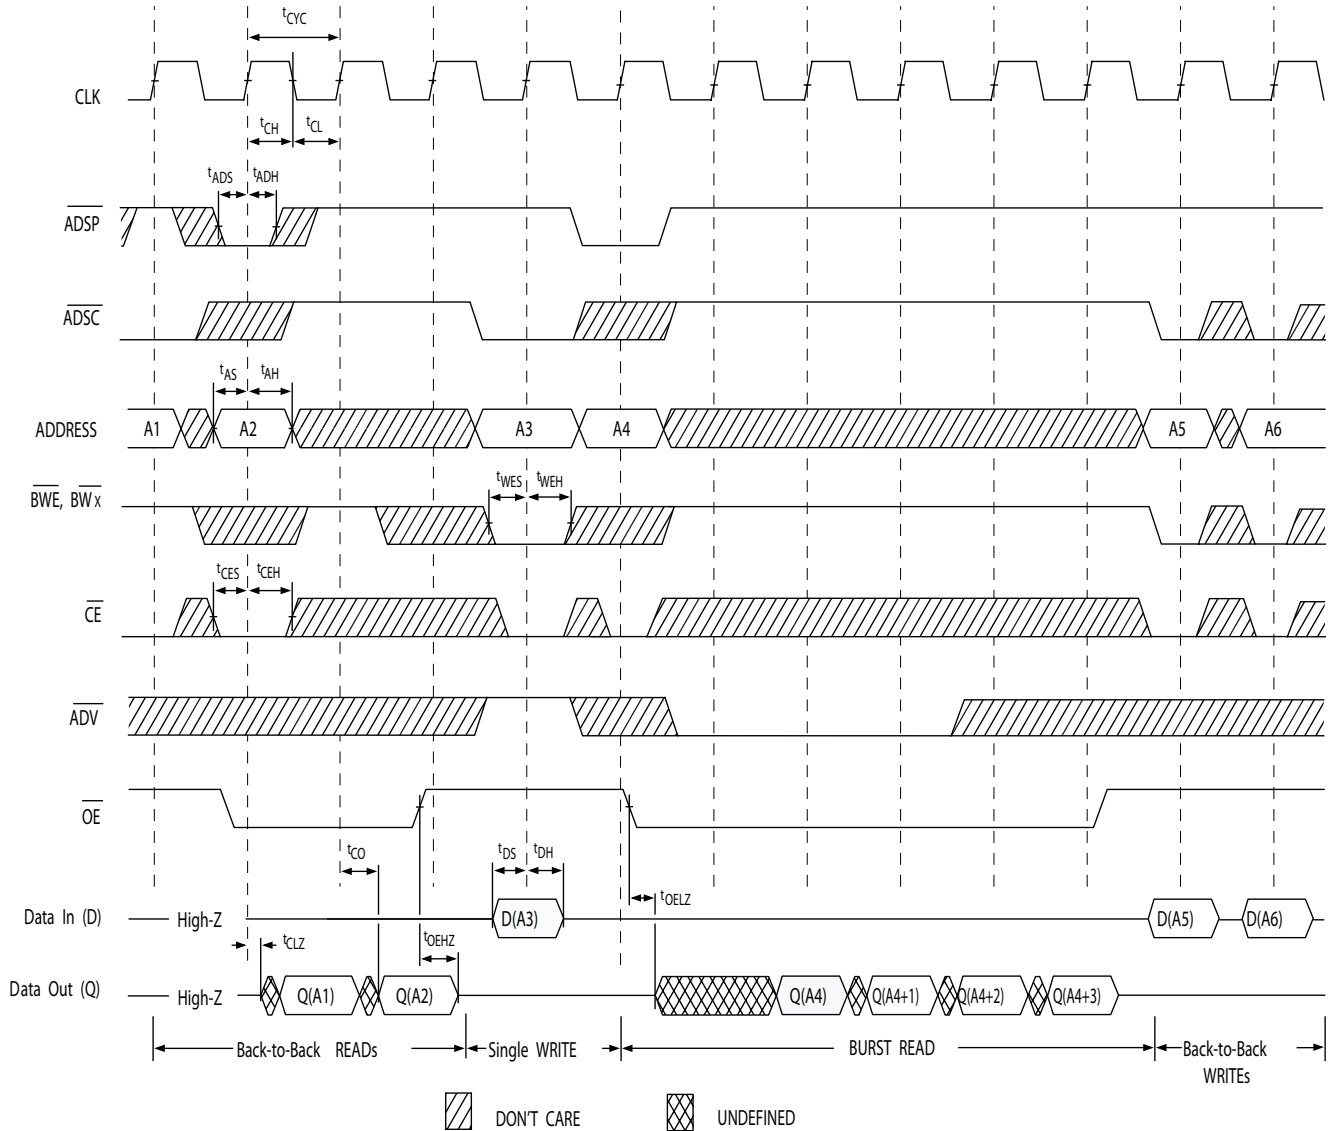 tCYC
CLK
tCH tCL
tADS tADH
ADSP
ADSC
tAS tAH
ADDRESS A1 A2 A3 A4 A5 A6
tWES tWEH
BWE, BWX
tCES tCEH
CE
ADV
OE
tCO tDS tDH
tOELZ
Data In (D) High-Z D(A3) D(A5) D(A6)
tCLZ tOEHZ
Data Out (Q) High-Z Q(A1) Q(A2) Q(A4) Q(A4+1) Q(A4+2) Q(A4+3)
Back-to-Back READs Single WRITE BURST READ Back-to-Back
WRITEs
DON'T CARE UNDEFINED